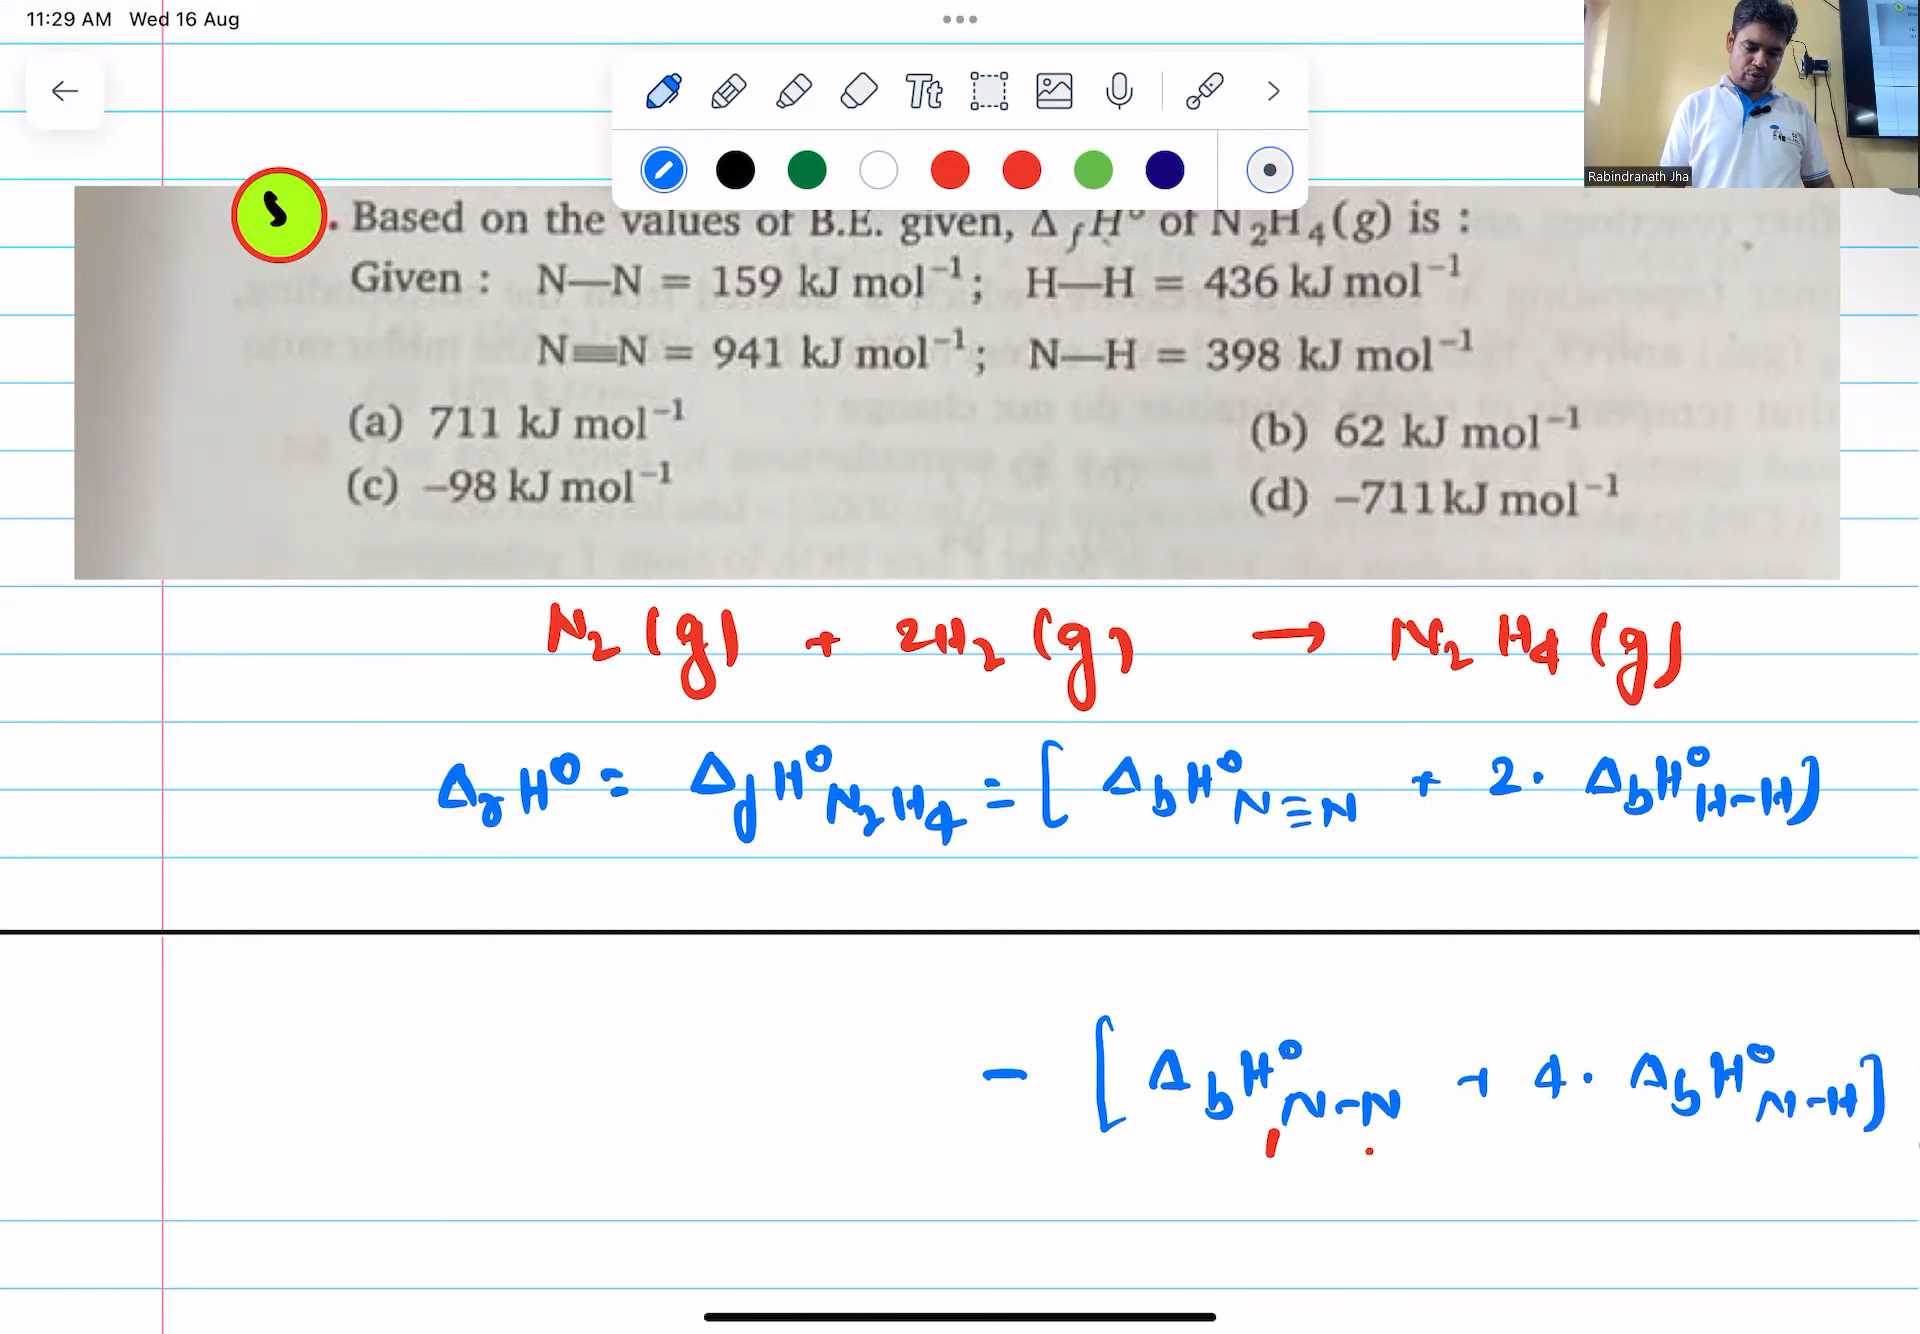 11:29 AM Wed 16 Aug
Tt
Rabindranath Jha
8. Based on the values of B.E. given, Δ_f H° of N₂H₄(g) is :
Given : N—N = 159 kJ mol⁻¹; H—H = 436 kJ mol⁻¹
N≡N = 941 kJ mol⁻¹; N—H = 398 kJ mol⁻¹
(a) 711 kJ mol⁻¹ (b) 62 kJ mol⁻¹
(c) –98 kJ mol⁻¹ (d) –711 kJ mol⁻¹
N₂ (g) + 2H₂ (g) → N₂H₄ (g)
Δ_r H° = Δ_f H°_N₂H₄ = [Δ_b H°_N≡N + 2. Δ_b H°_H-H]
- [Δ_b H°_N-N + 4. Δ_b H°_N-H]